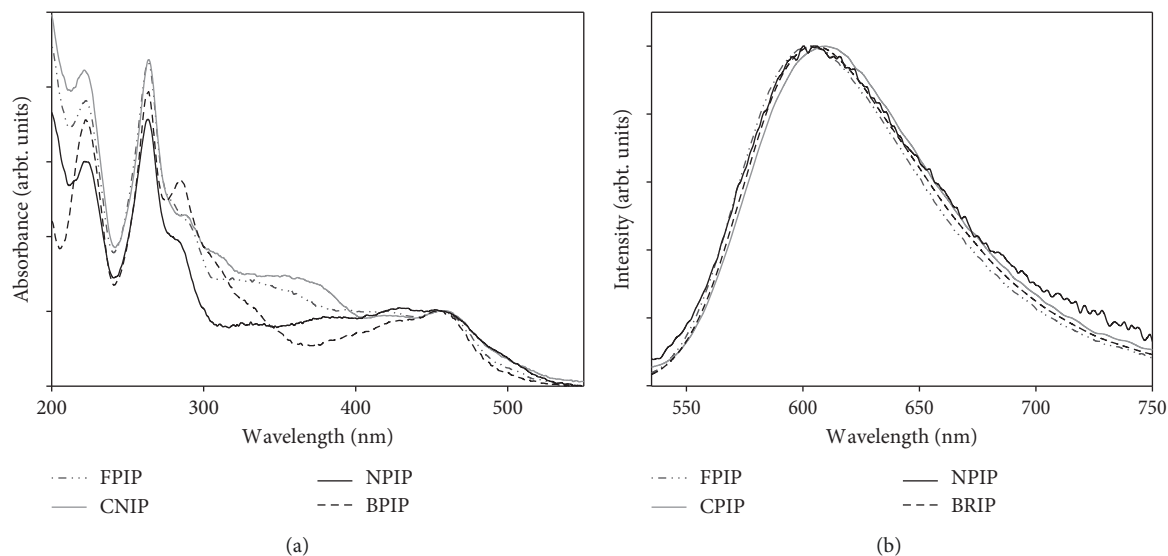 Absorbance (arbt. units)
200 300 400 500
Wavelength (nm)
FPIP NPIP
CNIP BPIP
(a)
Intensity (arbt. units)
550 600 650 700 750
Wavelength (nm)
FPIP NPIP
CPIP BRIP
(b)